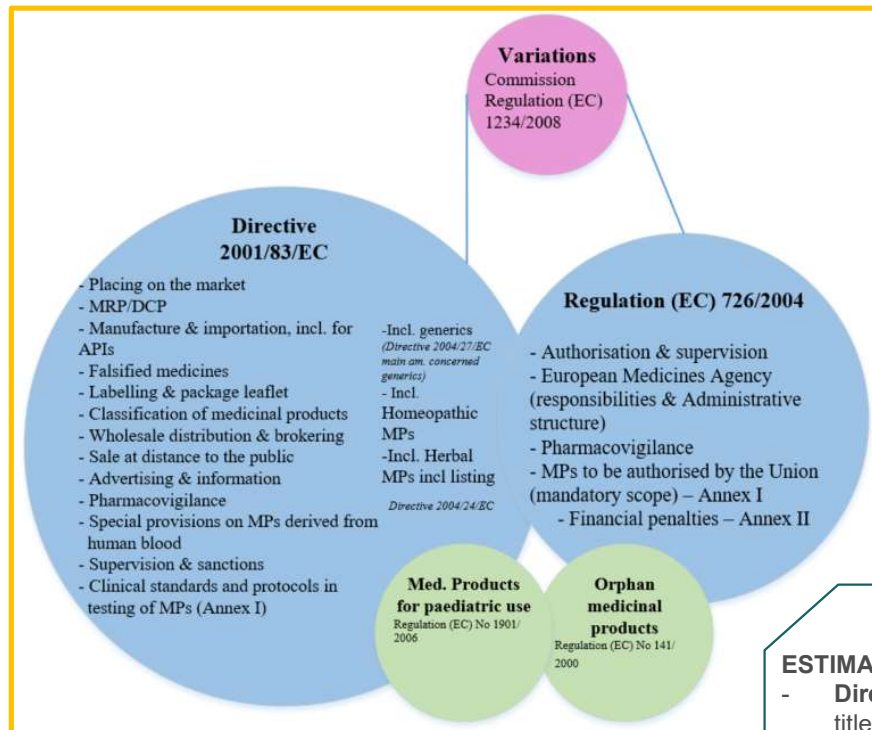 Variations
Commission
Regulation (EC)
1234/2008
Directive
2001/83/EC
- Placing on the market
- MRP/DCP
- Manufacture & importation, incl. for
APIs
- Falsified medicines
- Labelling & package leaflet
- Classification of medicinal products
- Wholesale distribution & brokering
- Sale at distance to the public
- Advertising & information
- Pharmacovigilance
- Special provisions on MPs derived from
human blood
- Supervision & sanctions
- Clinical standards and protocols in
testing of MPs (Annex I)
-Incl. generics
(Directive 2004/27/EC
main am. concerned
generics)
- Incl.
Homeopathic
MPs
-Incl. Herbal
MPs incl listing
Directive 2004/24/EC
Regulation (EC) 726/2004
- Authorisation & supervision
- European Medicines Agency
(responsibilities & Administrative
structure)
- Pharmacovigilance
- MPs to be authorised by the Union
(mandatory scope) – Annex I
- Financial penalties – Annex II
Med. Products
for paediatric use
Regulation (EC) No 1901/
2006
Orphan
medicinal
products
Regulation (EC) No 141/
2000
ESTIMA
- Dire
title